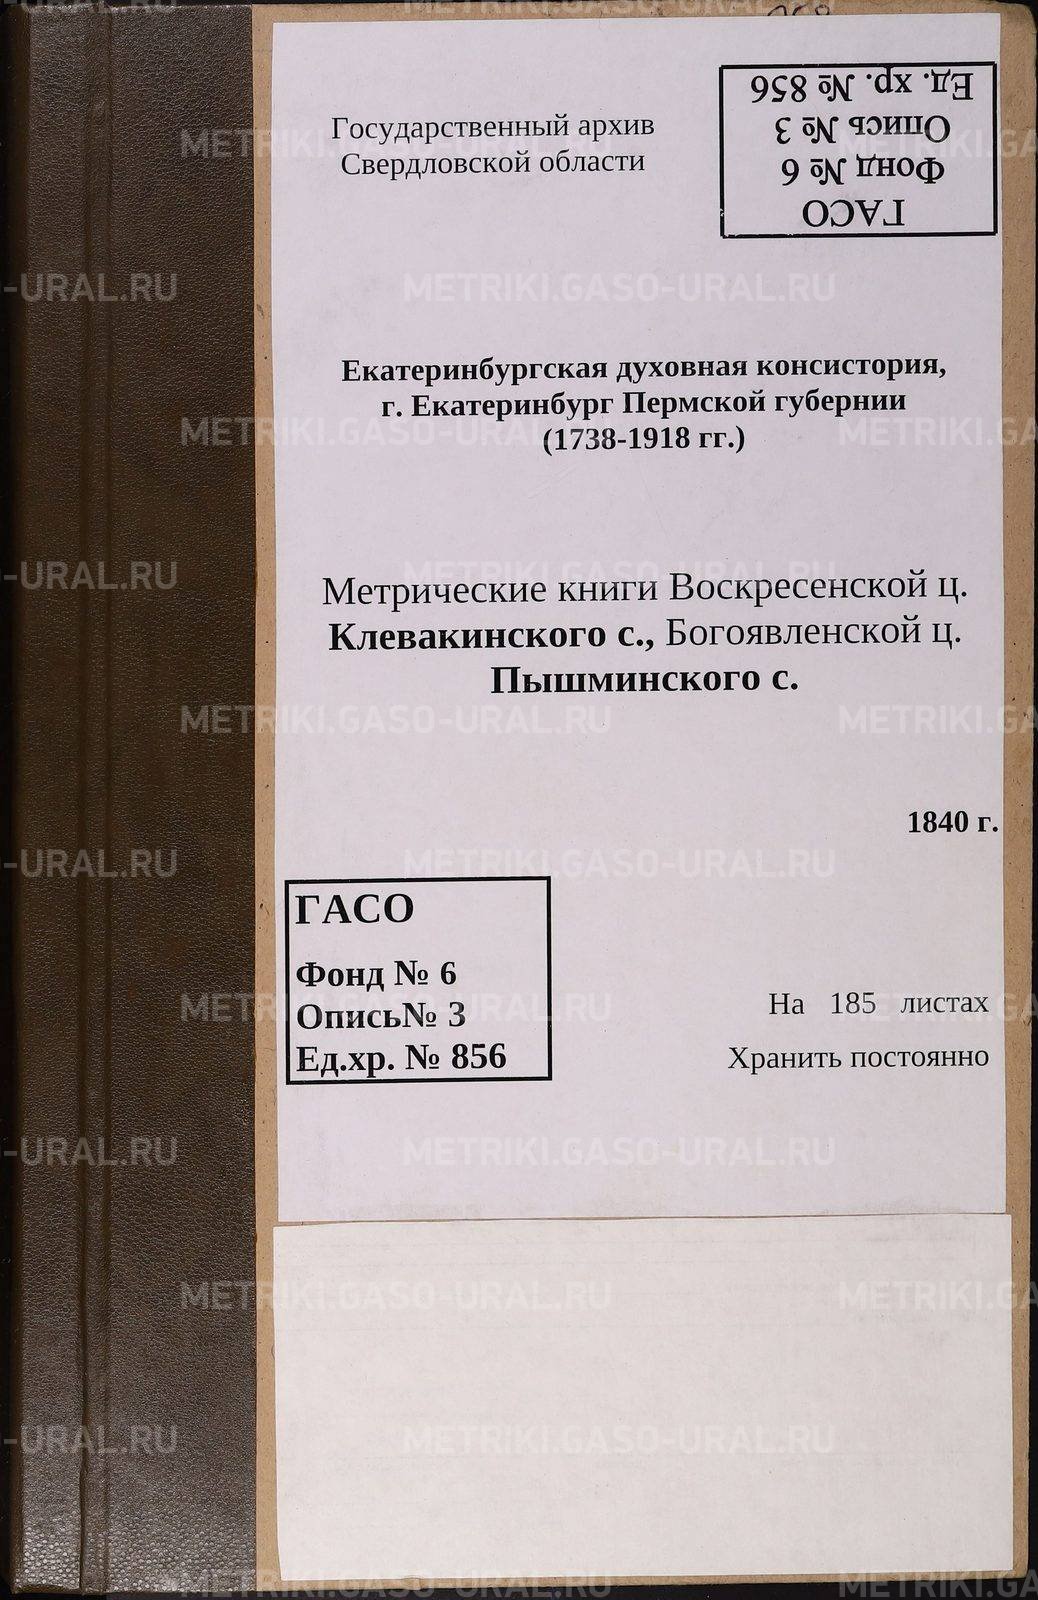 Государственный архив
Свердловской области
ГАСО
Фонд № 6
Опись № 3
Ед. хр. № 856
Екатеринбургская духовная консистория,
г. Екатеринбург Пермской губернии
(1738-1918 гг.)
Метрические книги Воскресенской ц.
Клевакинского с., Богоявленской ц.
Пышминского с.
1840 г.
ГАСО
Фонд № 6
Опись№ 3
Ед.хр. № 856
На 185 листах
Хранить постоянно
METRIKI.GASO-URAL.RU